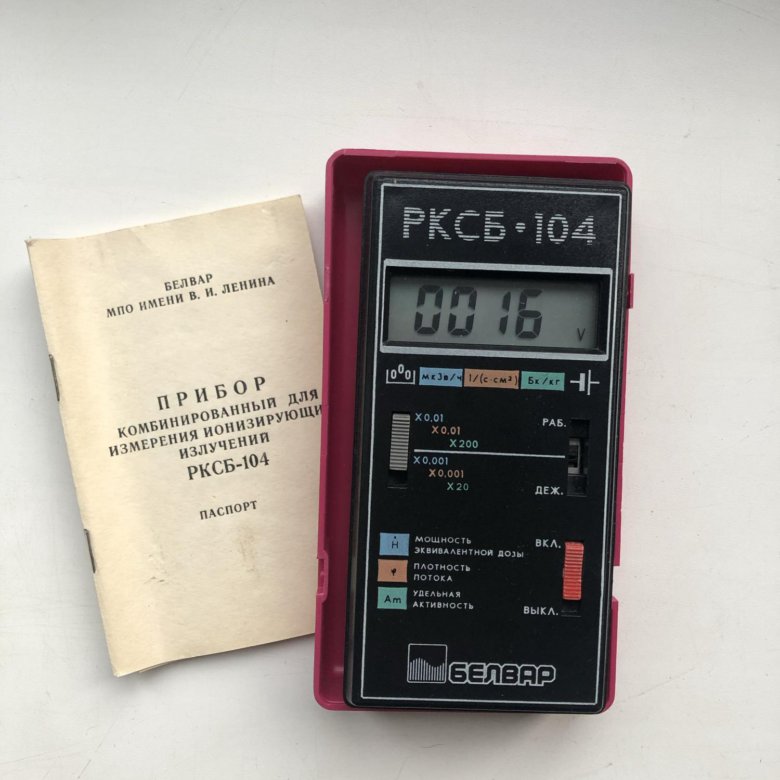 БЕЛВАР
МПО ИМЕНИ В. И. ЛЕНИНА
ПРИБОР
КОМБИНИРОВАННЫЙ ДЛЯ
ИЗМЕРЕНИЯ ИОНИЗИРУЮЩИ
ИЗЛУЧЕНИЙ
РКСБ-104
ПАСПОРТ
РКСБ•104
0016 V
мкЗв/ч 1/(с·см²) Бк/кг
X0,01
X0,01
X200
X0,001
X0,001
X20
РАБ.
ДЕЖ.
Ḣ МОЩНОСТЬ
ЭКВИВАЛЕНТНОЙ ДОЗЫ
φ ПЛОТНОСТЬ
ПОТОКА
Am УДЕЛЬНАЯ
АКТИВНОСТЬ
ВКЛ.
ВЫКЛ.
БЕЛВАР